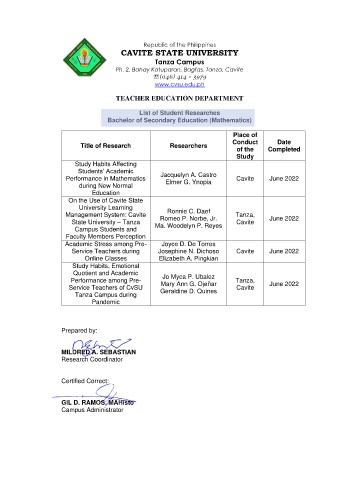 Republic of the Philippines
CAVITE STATE UNIVERSITY
Tanza Campus
Ph. 2, Bahay Katuparan, Bagtas, Tanza, Cavite
☏(046) 414 – 3979
www.cvsu.edu.ph
TEACHER EDUCATION DEPARTMENT
List of Student Researches
Bachelor of Secondary Education (Mathematics)
Title of Research
Researchers
Place of
Conduct
of the
Study
Date
Completed
Study Habits Affecting
Students' Academic
Performance in Mathematics
during New Normal
Education
Jacquelyn A. Castro
Elmer G. Ynopia
Cavite
June 2022
On the Use of Cavite State
University Learning
Management System: Cavite
State University – Tanza
Campus Students and
Faculty Members Perception
Ronnie C. Daef
Romeo P. Norbe, Jr.
Ma. Woodelyn P. Reyes
Tanza,
Cavite
June 2022
Academic Stress among Pre-
Service Teachers during
Online Classes
Joyce D. De Torres
Josephine N. Dichoso
Elizabeth A. Pingkian
Cavite
June 2022
Study Habits, Emotional
Quotient and Academic
Performance among Pre-
Service Teachers of CvSU
Tanza Campus during
Pandemic
Jo Myca P. Ubalez
Mary Ann G. Ojeñar
Geraldine D. Quines
Tanza,
Cavite
June 2022
Prepared by:
MILDRED A. SEBASTIAN
Research Coordinator
Certified Correct:
GIL D. RAMOS, MAHisto
Campus Administrator